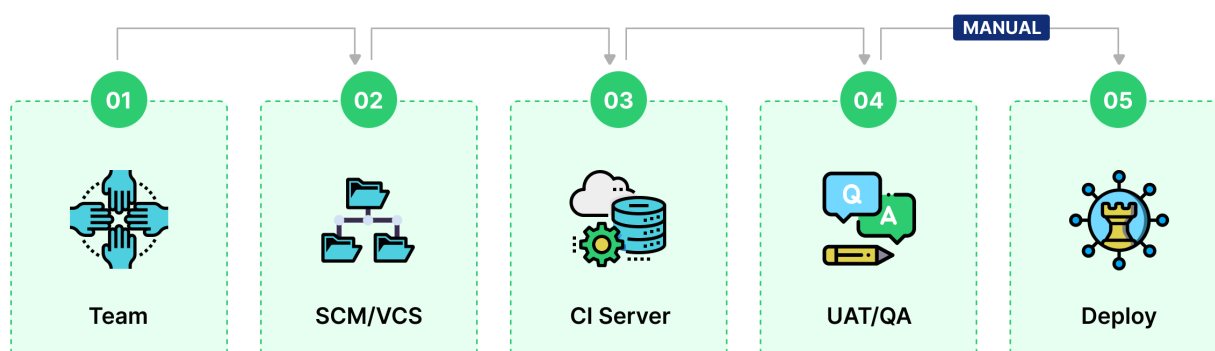 MANUAL
01
02
03
04
05
Q
A
Team
SCM/VCS
CI Server
UAT/QA
Deploy